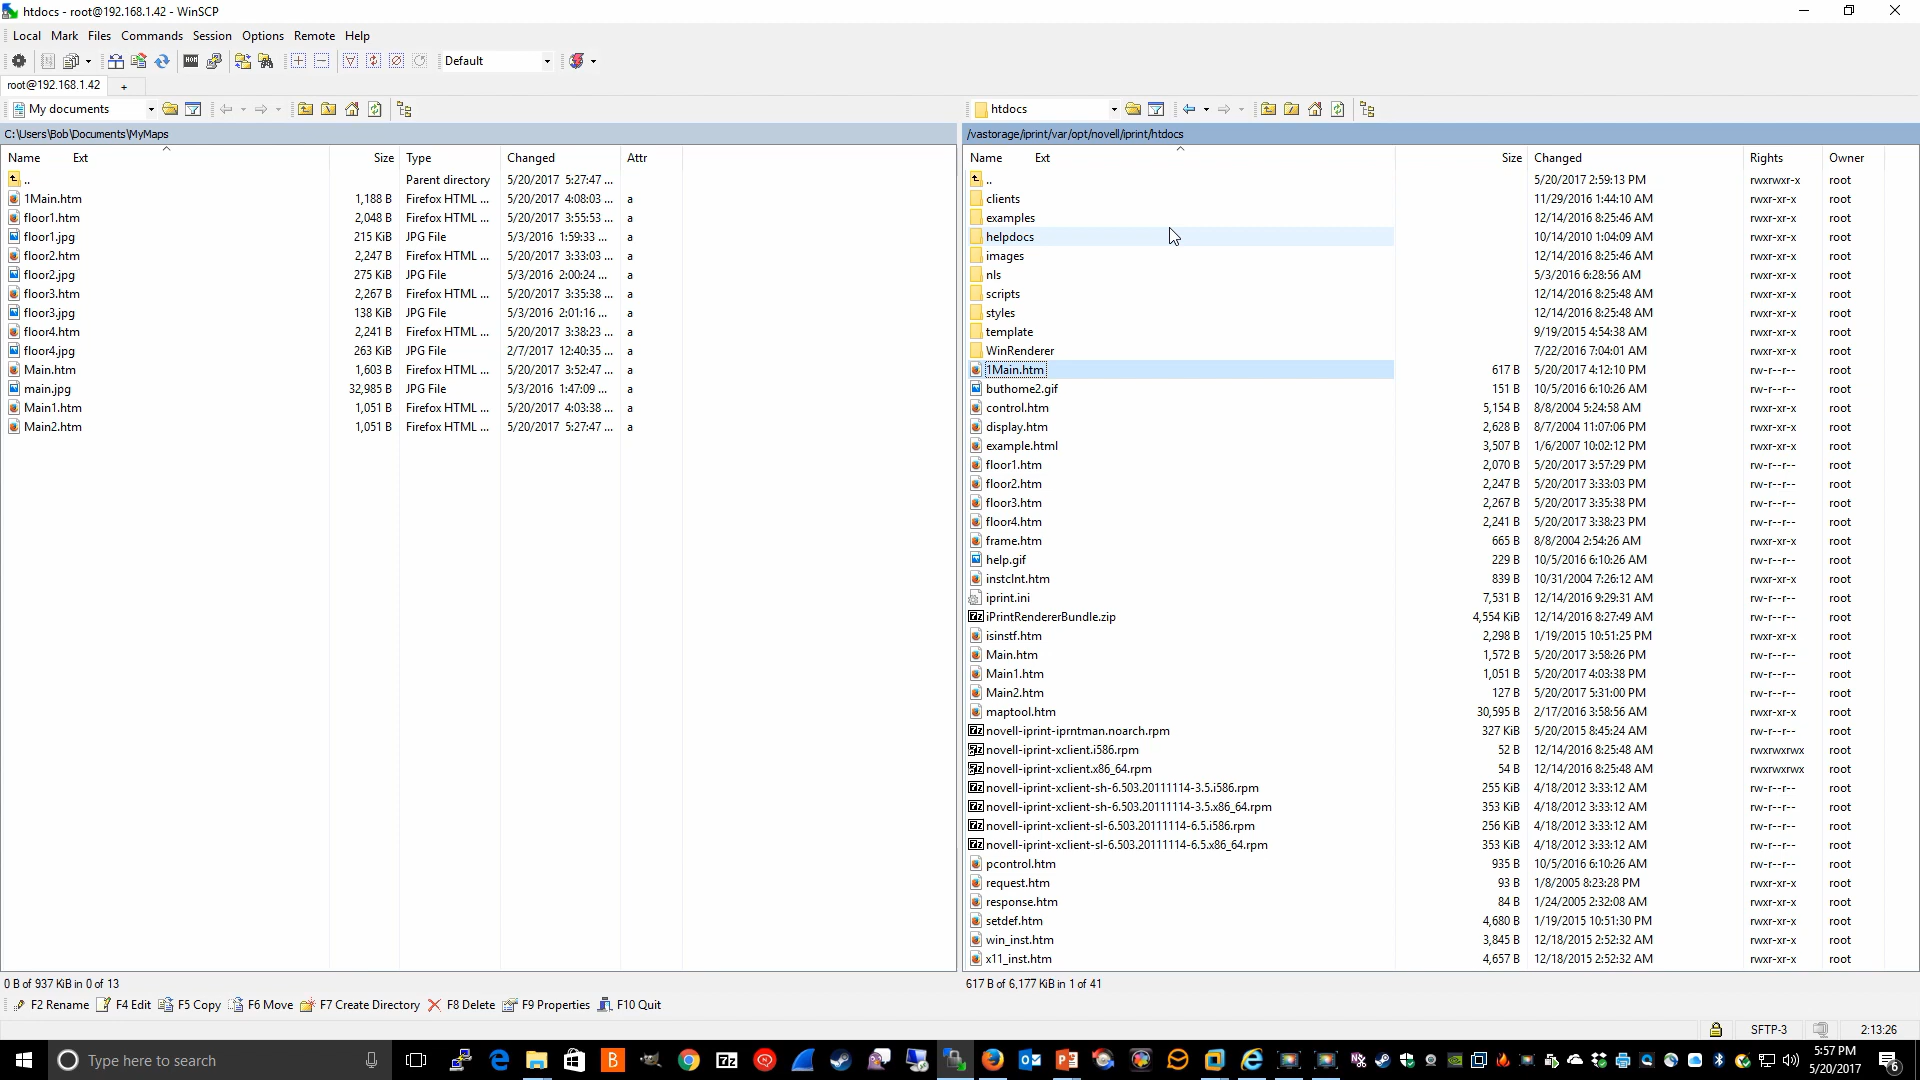 htdocs - root@192.168.1.42 - WinSCP
Local Mark Files Commands Session Options Remote Help
Default
root@192.168.1.42 +
My documents htdocs
C:\Users\Bob\Documents\MyMaps /vastorage/iprint/var/opt/novell/iprint/htdocs
Name Ext Size Type Changed Attr
.. Parent directory 5/20/2017 5:27:47 ...
1Main.htm 1,188 B Firefox HTML ... 5/20/2017 4:08:03 ... a
floor1.htm 2,048 B Firefox HTML ... 5/20/2017 3:55:53 ... a
floor1.jpg 215 KiB JPG File 5/3/2016 1:59:33 ... a
floor2.htm 2,247 B Firefox HTML ... 5/20/2017 3:33:03 ... a
floor2.jpg 275 KiB JPG File 5/3/2016 2:00:24 ... a
floor3.htm 2,267 B Firefox HTML ... 5/20/2017 3:35:38 ... a
floor3.jpg 138 KiB JPG File 5/3/2016 2:01:16 ... a
floor4.htm 2,241 B Firefox HTML ... 5/20/2017 3:38:23 ... a
floor4.jpg 263 KiB JPG File 2/7/2017 12:40:35 ... a
Main.htm 1,603 B Firefox HTML ... 5/20/2017 3:52:47 ... a
main.jpg 32,985 B JPG File 5/3/2016 1:47:09 ... a
Main1.htm 1,051 B Firefox HTML ... 5/20/2017 4:03:38 ... a
Main2.htm 1,051 B Firefox HTML ... 5/20/2017 5:27:47 ... a
Name Ext Size Changed Rights Owner
.. 5/20/2017 2:59:13 PM rwxrwxr-x root
clients 11/29/2016 1:44:10 AM rwxr-xr-x root
examples 12/14/2016 8:25:46 AM rwxr-xr-x root
helpdocs 10/14/2010 1:04:09 AM rwxr-xr-x root
images 12/14/2016 8:25:46 AM rwxr-xr-x root
nls 5/3/2016 6:28:56 AM rwxr-xr-x root
scripts 12/14/2016 8:25:48 AM rwxr-xr-x root
styles 12/14/2016 8:25:48 AM rwxr-xr-x root
template 9/19/2015 4:54:38 AM rwxr-xr-x root
WinRenderer 7/22/2016 7:04:01 AM rwxr-xr-x root
1Main.htm 617 B 5/20/2017 4:12:10 PM rw-r--r-- root
buthome2.gif 151 B 10/5/2016 6:10:26 AM rw-r--r-- root
control.htm 5,154 B 8/8/2004 5:24:58 AM rwxr-xr-x root
display.htm 2,628 B 8/7/2004 11:07:06 PM rwxr-xr-x root
example.html 3,507 B 1/6/2007 10:02:12 PM rwxr-xr-x root
floor1.htm 2,070 B 5/20/2017 3:57:29 PM rw-r--r-- root
floor2.htm 2,247 B 5/20/2017 3:33:03 PM rw-r--r-- root
floor3.htm 2,267 B 5/20/2017 3:35:38 PM rw-r--r-- root
floor4.htm 2,241 B 5/20/2017 3:38:23 PM rw-r--r-- root
frame.htm 665 B 8/8/2004 2:54:26 AM rwxr-xr-x root
help.gif 229 B 10/5/2016 6:10:26 AM rw-r--r-- root
instclnt.htm 839 B 10/31/2004 7:26:12 AM rwxr-xr-x root
iprint.ini 7,531 B 12/14/2016 9:29:31 AM rw-r--r-- root
iPrintRendererBundle.zip 4,554 KiB 12/14/2016 8:27:49 AM rw-r--r-- root
isinstf.htm 2,298 B 1/19/2015 10:51:25 PM rwxr-xr-x root
Main.htm 1,572 B 5/20/2017 3:58:26 PM rw-r--r-- root
Main1.htm 1,051 B 5/20/2017 4:03:38 PM rw-r--r-- root
Main2.htm 127 B 5/20/2017 5:31:00 PM rw-r--r-- root
maptool.htm 30,595 B 2/17/2016 3:58:56 AM rwxr-xr-x root
novell-iprint-iprntman.noarch.rpm 327 KiB 5/20/2015 8:45:24 AM rw-r--r-- root
novell-iprint-xclient.i586.rpm 52 B 12/14/2016 8:25:48 AM rwxrwxrwx root
novell-iprint-xclient.x86_64.rpm 54 B 12/14/2016 8:25:48 AM rwxrwxrwx root
novell-iprint-xclient-sh-6.503.20111114-3.5.i586.rpm 255 KiB 4/18/2012 3:33:12 AM rw-r--r-- root
novell-iprint-xclient-sh-6.503.20111114-3.5.x86_64.rpm 353 KiB 4/18/2012 3:33:12 AM rw-r--r-- root
novell-iprint-xclient-sl-6.503.20111114-6.5.i586.rpm 256 KiB 4/18/2012 3:33:12 AM rw-r--r-- root
novell-iprint-xclient-sl-6.503.20111114-6.5.x86_64.rpm 353 KiB 4/18/2012 3:33:12 AM rw-r--r-- root
pcontrol.htm 935 B 10/5/2016 6:10:26 AM rw-r--r-- root
request.htm 93 B 1/8/2005 8:23:28 PM rwxr-xr-x root
response.htm 84 B 1/24/2005 2:32:08 AM rwxr-xr-x root
setdef.htm 4,680 B 1/19/2015 10:51:30 PM rwxr-xr-x root
win_inst.htm 3,845 B 12/18/2015 2:52:32 AM rwxr-xr-x root
x11_inst.htm 4,657 B 12/18/2015 2:52:32 AM rwxr-xr-x root
0 B of 937 KiB in 0 of 13 617 B of 6,177 KiB in 1 of 41
F2 Rename F4 Edit F5 Copy F6 Move F7 Create Directory F8 Delete F9 Properties F10 Quit
SFTP-3 2:13:26
Type here to search
5:57 PM
5/20/2017
6